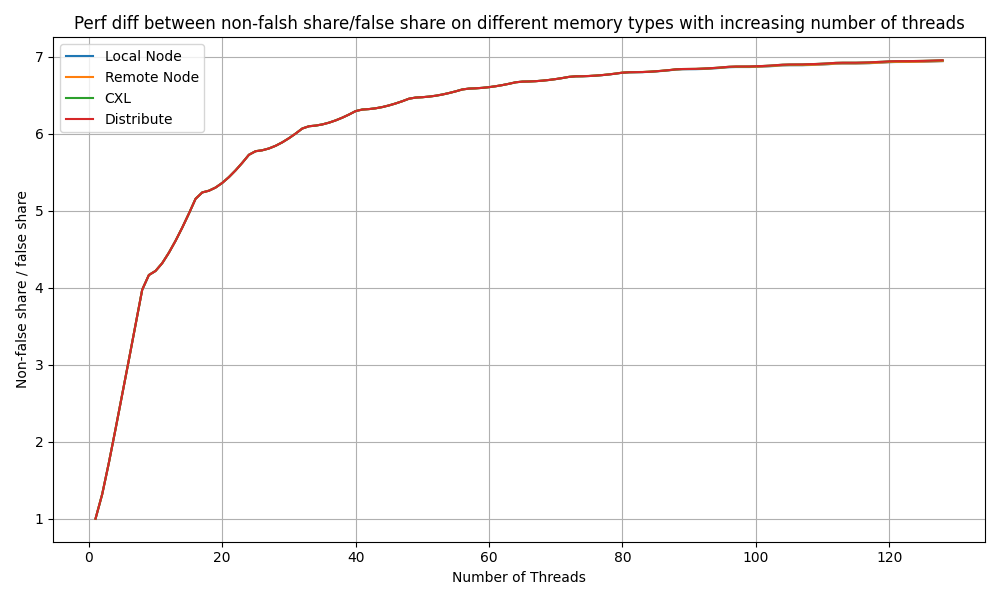 Perf diff between non-falsh share/false share on different memory types with increasing number of threads
Local Node
Remote Node
CXL
Distribute
Non-false share / false share
7
6
5
4
3
2
1
0 20 40 60 80 100 120
Number of Threads